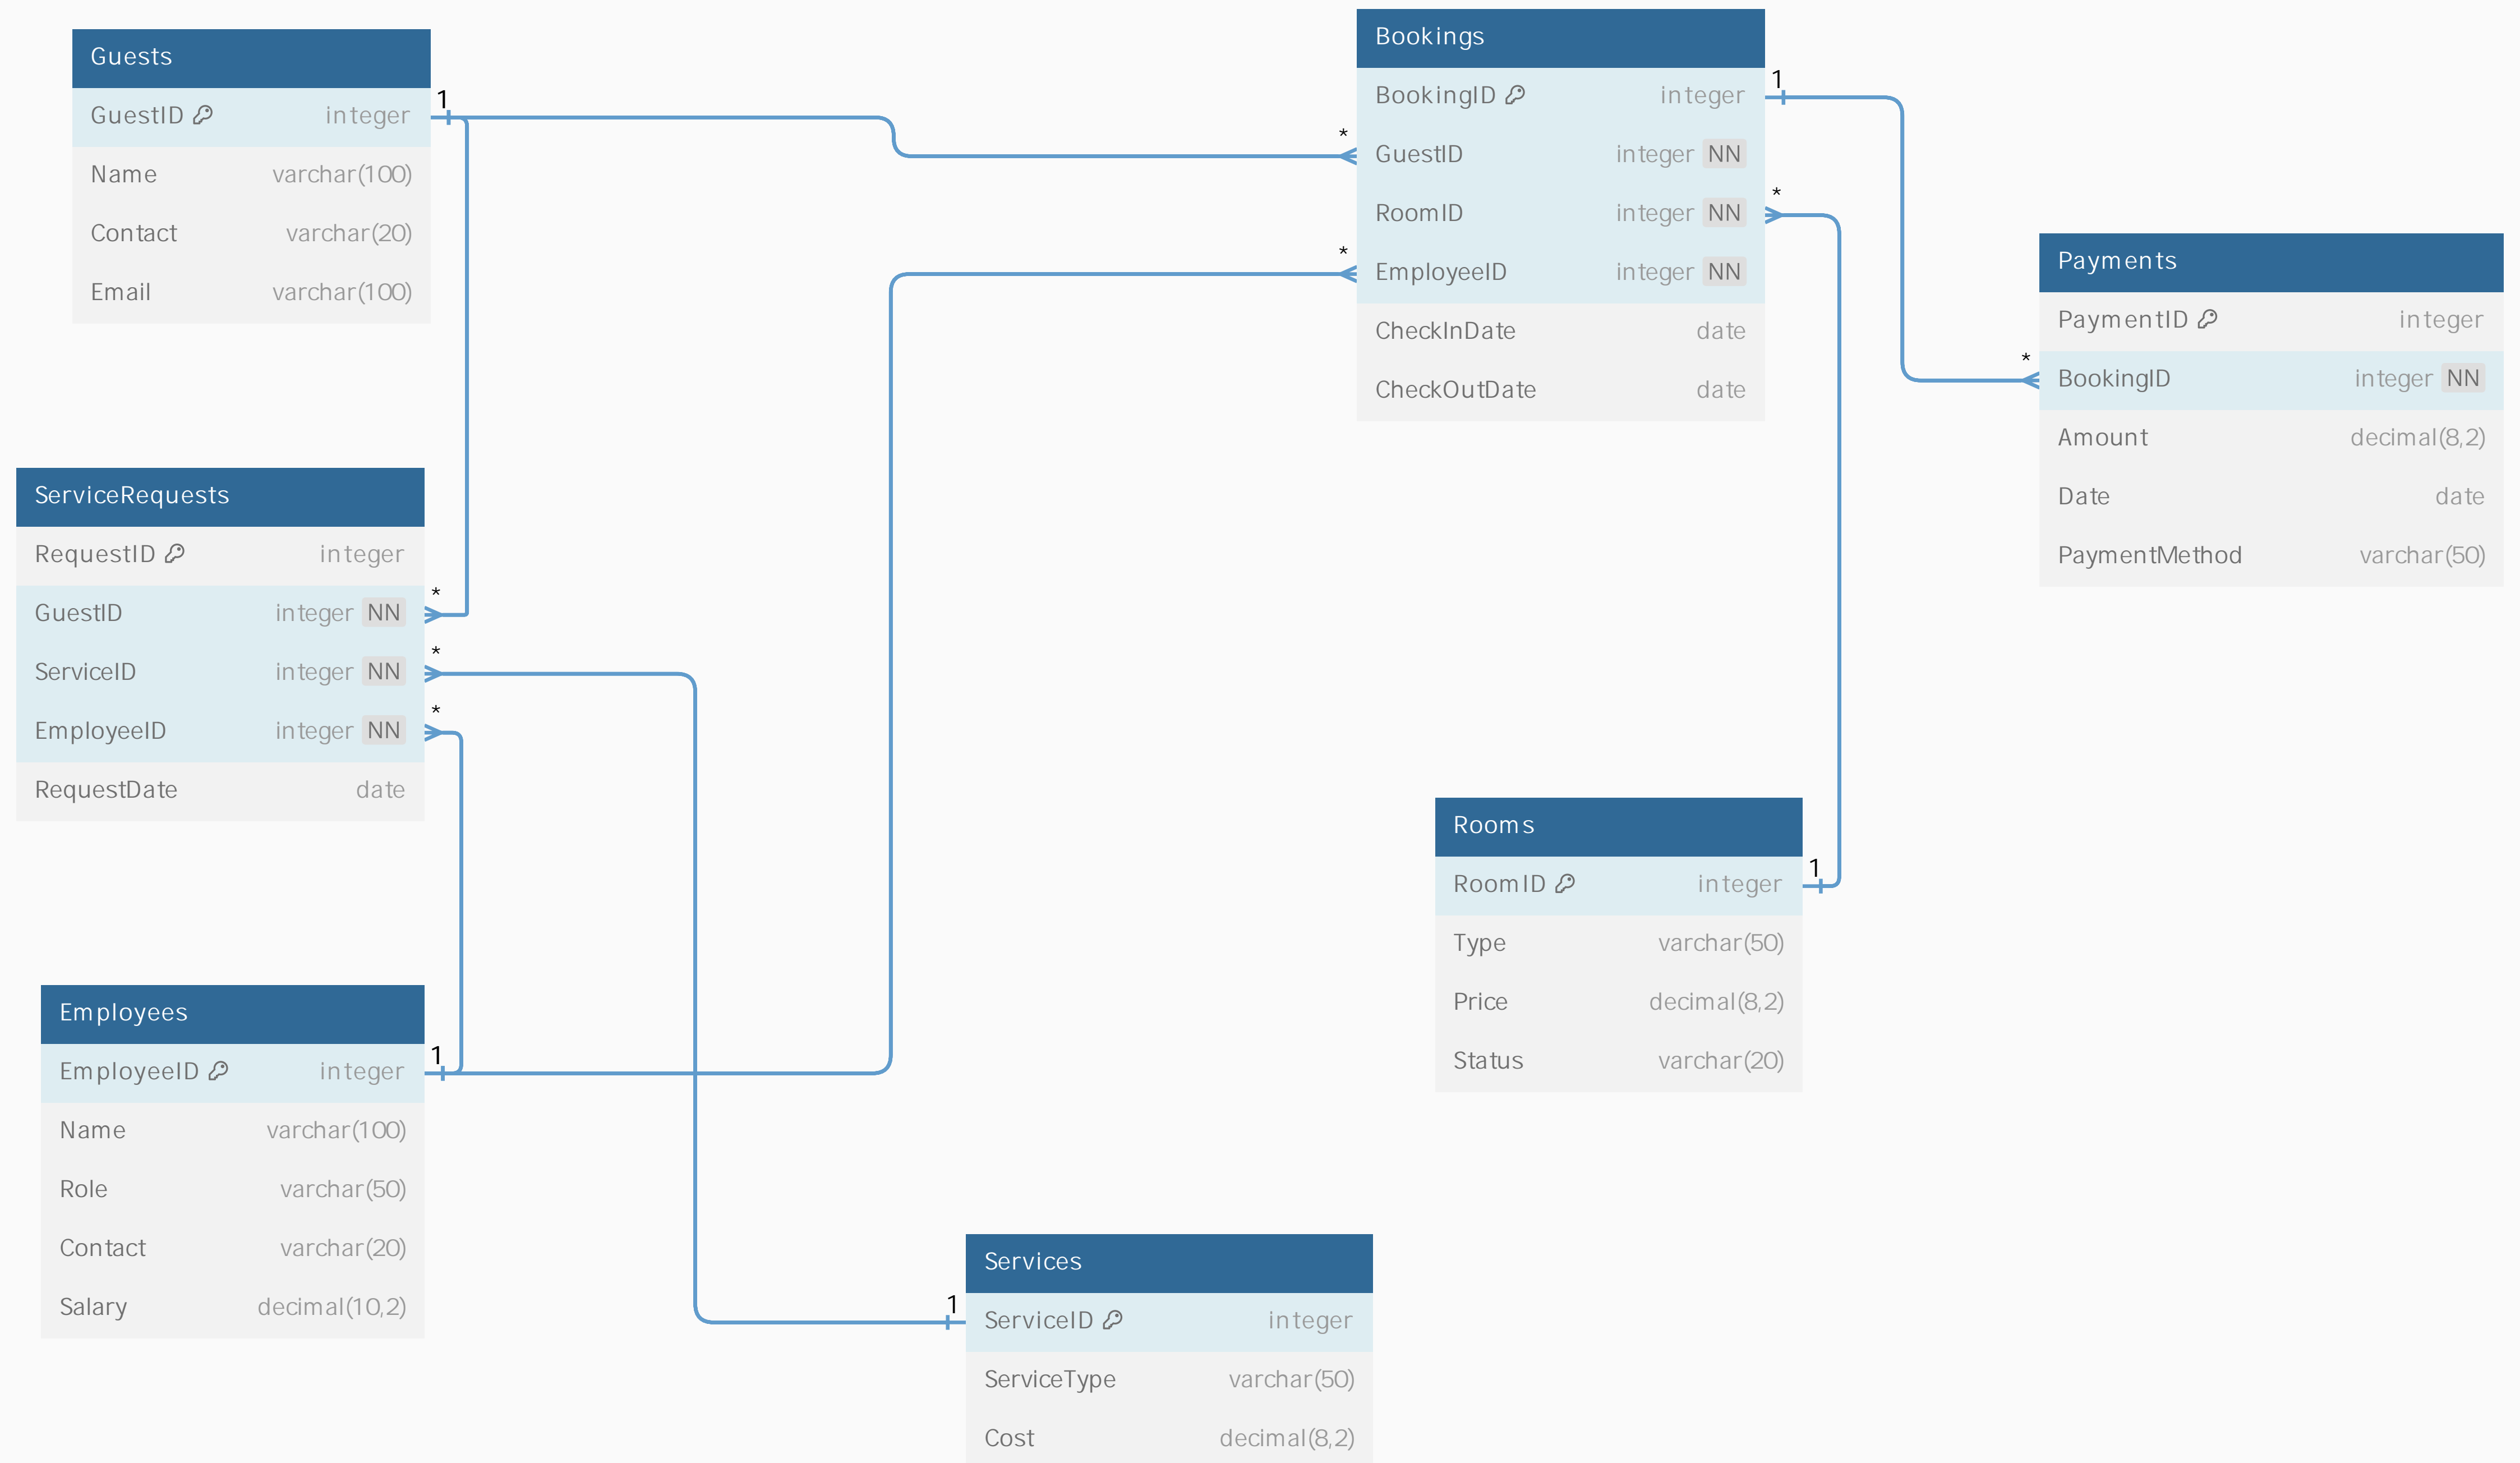 Guests
GuestID integer
Name varchar(100)
Contact varchar(20)
Email varchar(100)
1
Bookings
BookingID integer
GuestID integer NN
RoomID integer NN
EmployeeID integer NN
CheckInDate date
CheckOutDate date
1
*
*
*
Payments
PaymentID integer
BookingID integer NN
Amount decimal(8,2)
Date date
PaymentMethod varchar(50)
*
ServiceRequests
RequestID integer
GuestID integer NN
ServiceID integer NN
EmployeeID integer NN
RequestDate date
*
*
*
Rooms
RoomID integer
Type varchar(50)
Price decimal(8,2)
Status varchar(20)
1
Employees
EmployeeID integer
Name varchar(100)
Role varchar(50)
Contact varchar(20)
Salary decimal(10,2)
1
Services
ServiceID integer
ServiceType varchar(50)
Cost decimal(8,2)
1